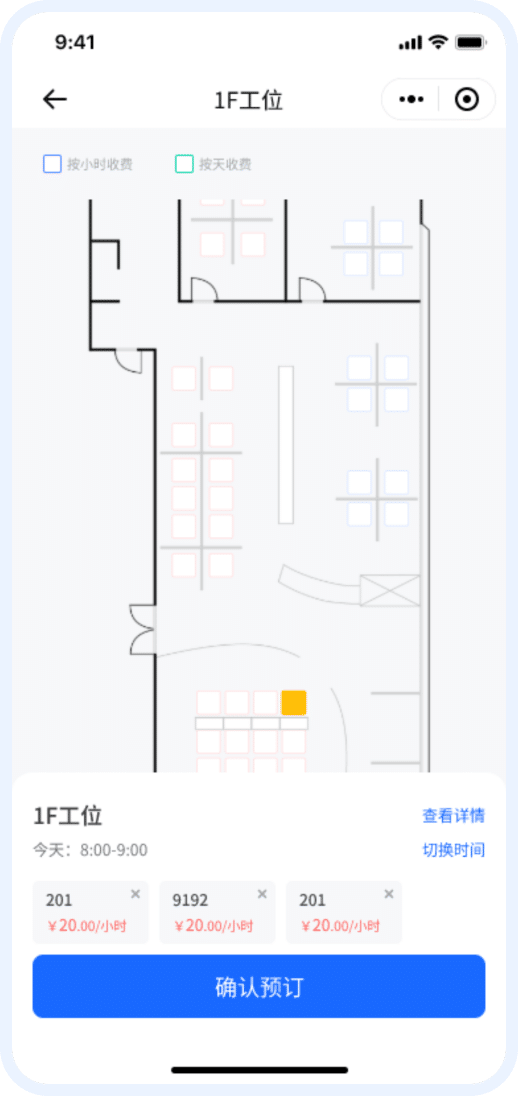 9:41
1F工位
按小时收费 按天收费
1F工位 查看详情
今天：8:00-9:00 切换时间
201 × 9192 × 201 ×
￥20.00/小时 ￥20.00/小时 ￥20.00/小时
确认预订